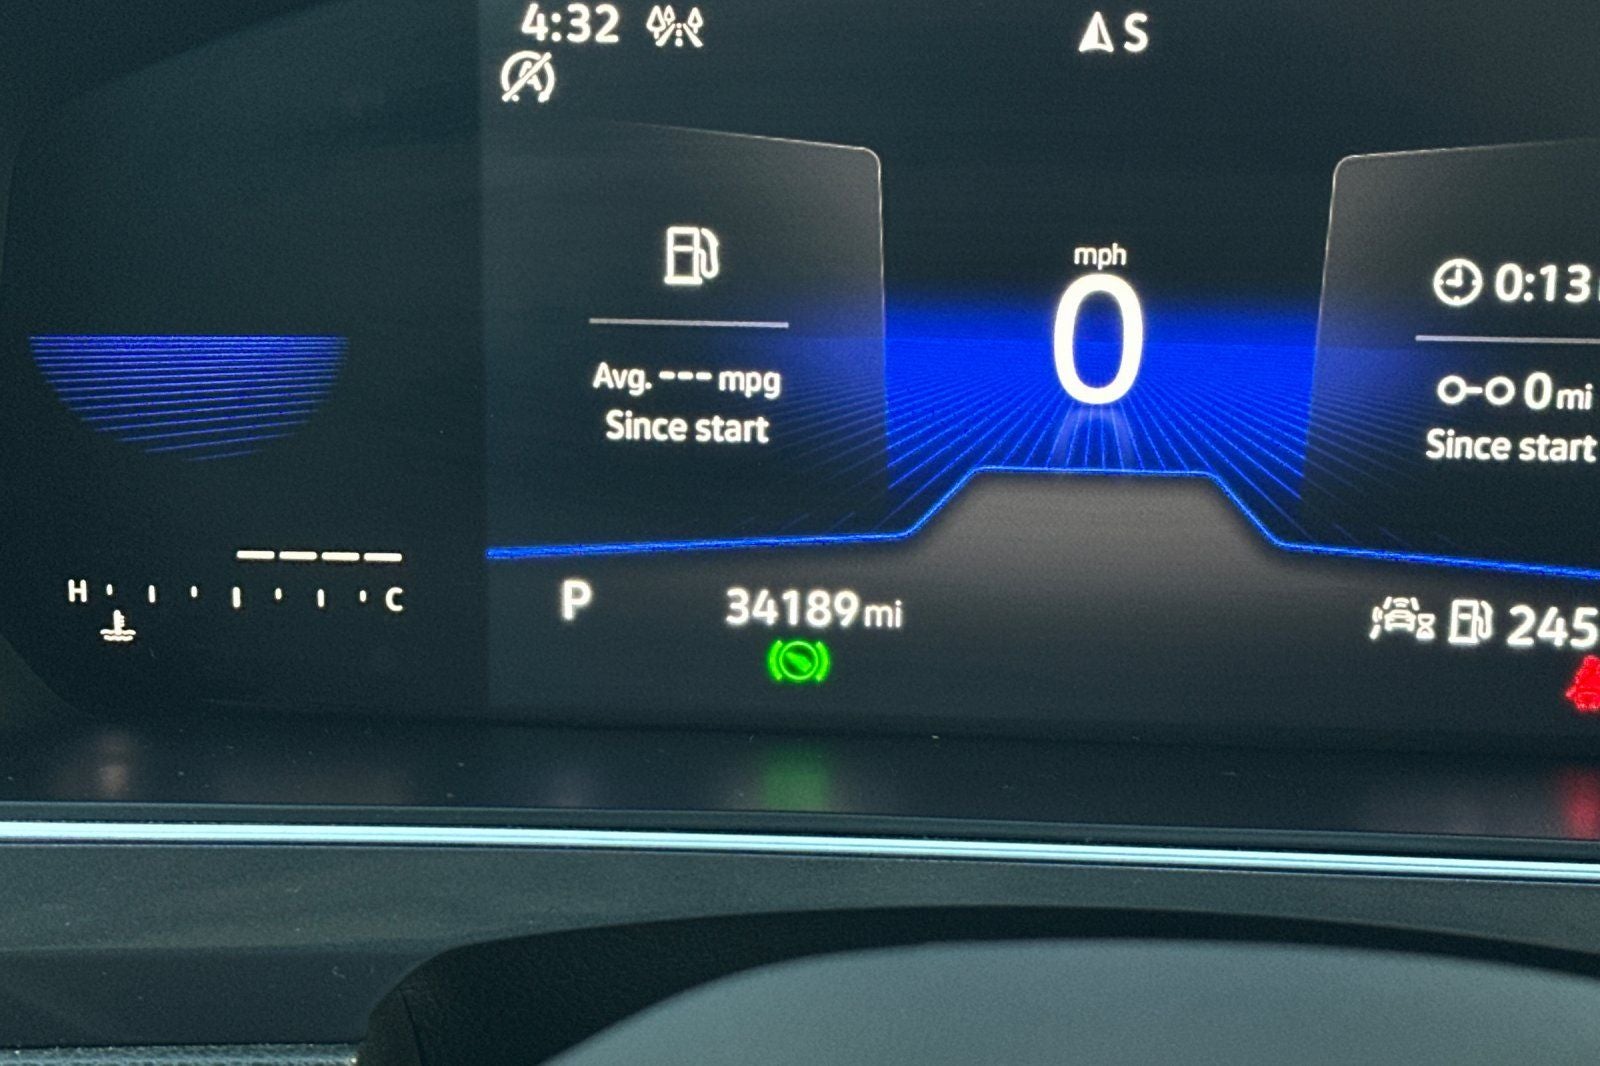 4:32
S
mph
0
Avg. --- mpg
Since start
0:13
0 mi
Since start
H
C
P
34189 mi
245